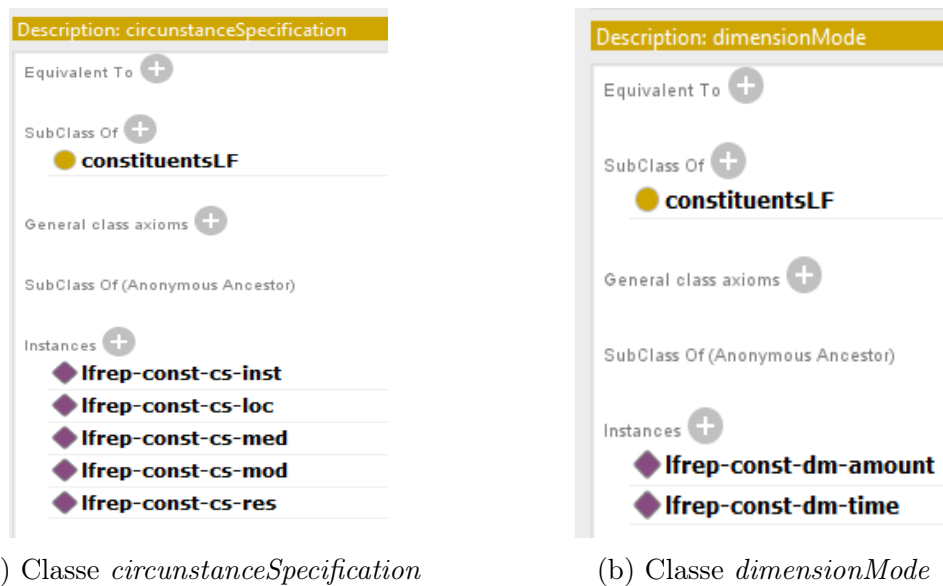 Description: circunstanceSpecification
Equivalent To
SubClass Of
constituentsLF
General class axioms
SubClass Of (Anonymous Ancestor)
Instances
lfrep-const-cs-inst
lfrep-const-cs-loc
lfrep-const-cs-med
lfrep-const-cs-mod
lfrep-const-cs-res
) Classe circunstanceSpecification
Description: dimensionMode
Equivalent To
SubClass Of
constituentsLF
General class axioms
SubClass Of (Anonymous Ancestor)
Instances
lfrep-const-dm-amount
lfrep-const-dm-time
(b) Classe dimensionMode